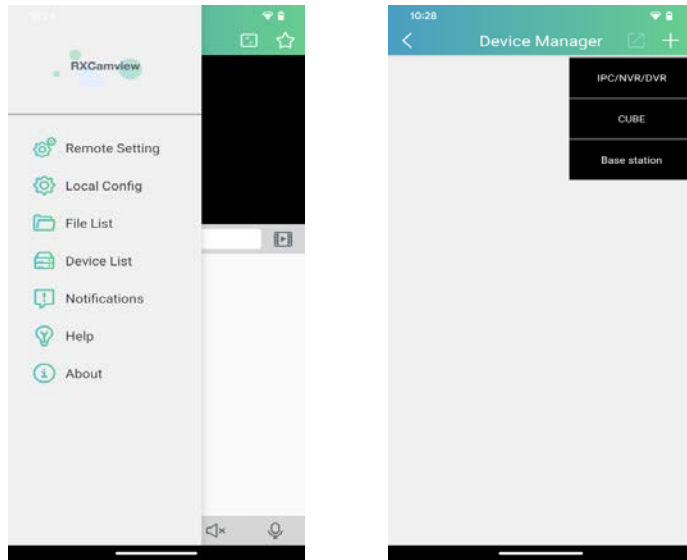 RXCamview
Remote Setting
Local Config
File List
Device List
Notifications
Help
About
10:28
Device Manager
IPC/NVR/DVR
CUBE
Base station